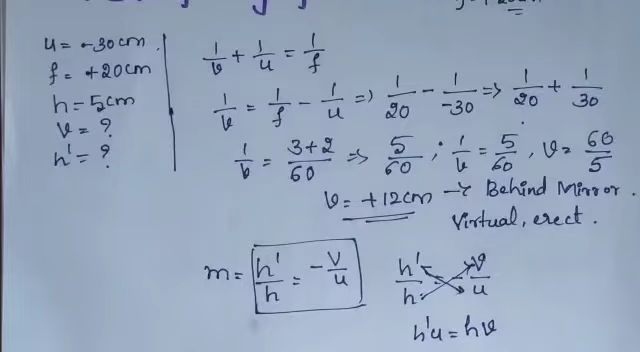 u = -30cm
f = +20cm
h = 5cm
v = ?
h' = ?
1/v + 1/u = 1/f
1/v = 1/f - 1/u => 1/20 - 1/-30 => 1/20 + 1/30
1/v = 3+2/60 => 5/60 ; 1/v = 5/60 , v = 60/5
v = +12cm → Behind Mirror .
Virtual, erect .
m = h'/h = -v/u
h'/h = - v/u
h'u = hv